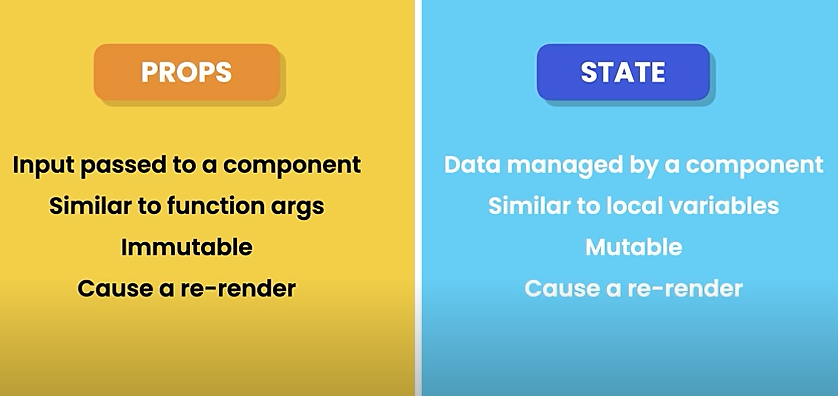 PROPS
Input passed to a component
Similar to function args
Immutable
Cause a re-render
STATE
Data managed by a component
Similar to local variables
Mutable
Cause a re-render